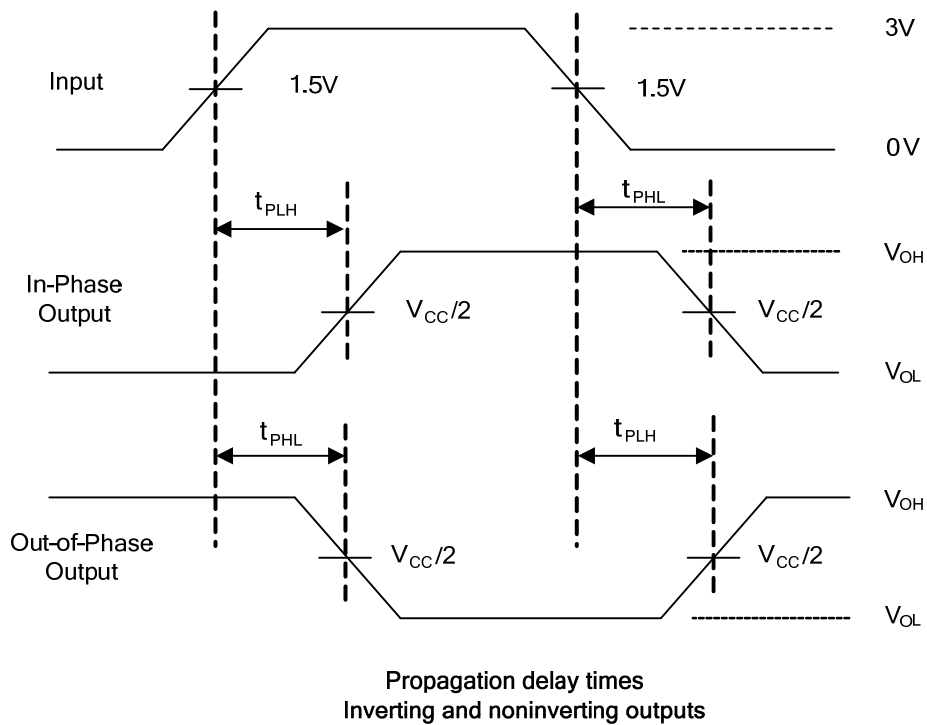 3V
Input
1.5V
1.5V
0V
tPLH
tPHL
In-Phase
Output
VOH
VCC/2
VCC/2
VOL
tPHL
tPLH
Out-of-Phase
Output
VOH
VCC/2
VCC/2
VOL
Propagation delay times
Inverting and noninverting outputs